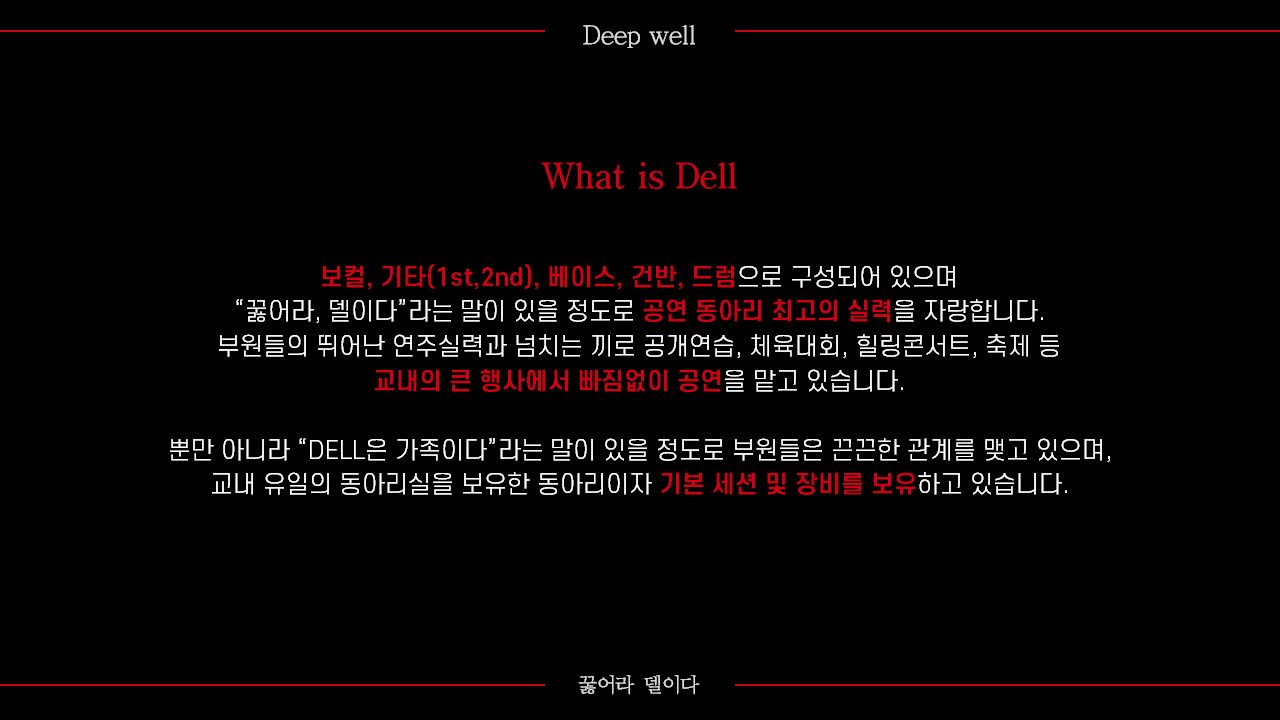 Deep well
What is Dell
보컬, 기타(1st,2nd), 베이스, 건반, 드럼으로 구성되어 있으며
“꿇어라, 델이다”라는 말이 있을 정도로 공연 동아리 최고의 실력을 자랑합니다.
부원들의 뛰어난 연주실력과 넘치는 끼로 공개연습, 체육대회, 힐링콘서트, 축제 등
교내의 큰 행사에서 빠짐없이 공연을 맡고 있습니다.
뿐만 아니라 “DELL은 가족이다”라는 말이 있을 정도로 부원들은 끈끈한 관계를 맺고 있으며,
교내 유일의 동아리실을 보유한 동아리이자 기본 세션 및 장비를 보유하고 있습니다.
꿇어라 델이다